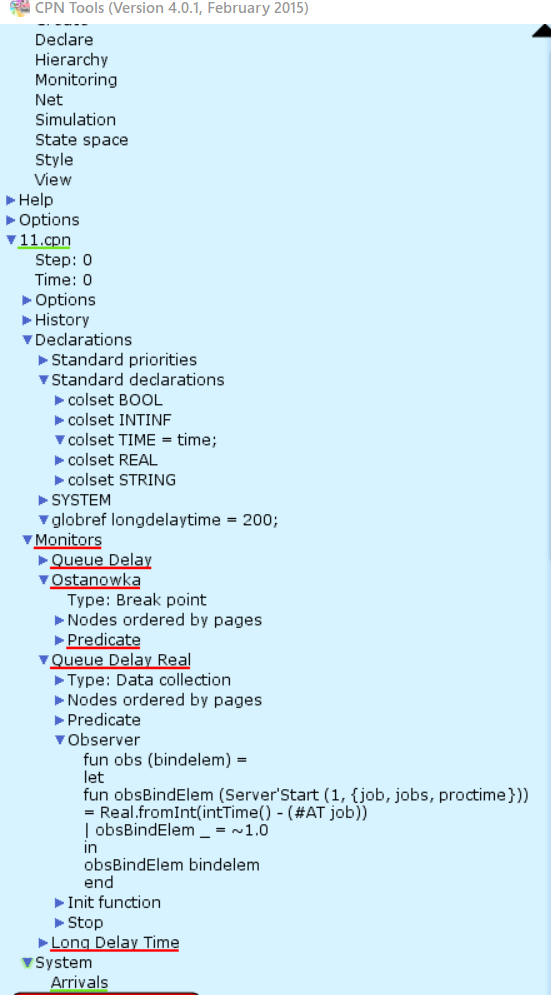 CPN Tools (Version 4.0.1, February 2015)
Declare
Hierarchy
Monitoring
Net
Simulation
State space
Style
View
Help
Options
11.cpn
Step: 0
Time: 0
Options
History
Declarations
Standard priorities
Standard declarations
colset BOOL
colset INTINF
colset TIME = time;
colset REAL
colset STRING
SYSTEM
globref longdelaytime = 200;
Monitors
Queue Delay
Ostanowka
Type: Break point
Nodes ordered by pages
Predicate
Queue Delay Real
Type: Data collection
Nodes ordered by pages
Predicate
Observer
fun obs (bindelem) =
let
fun obsBindElem (Server'Start (1, {job, jobs, proctime}))
= Real.fromInt(intTime() - (#AT job))
| obsBindElem _ = ~1.0
in
obsBindElem bindelem
end
Init function
Stop
Long Delay Time
System
Arrivals